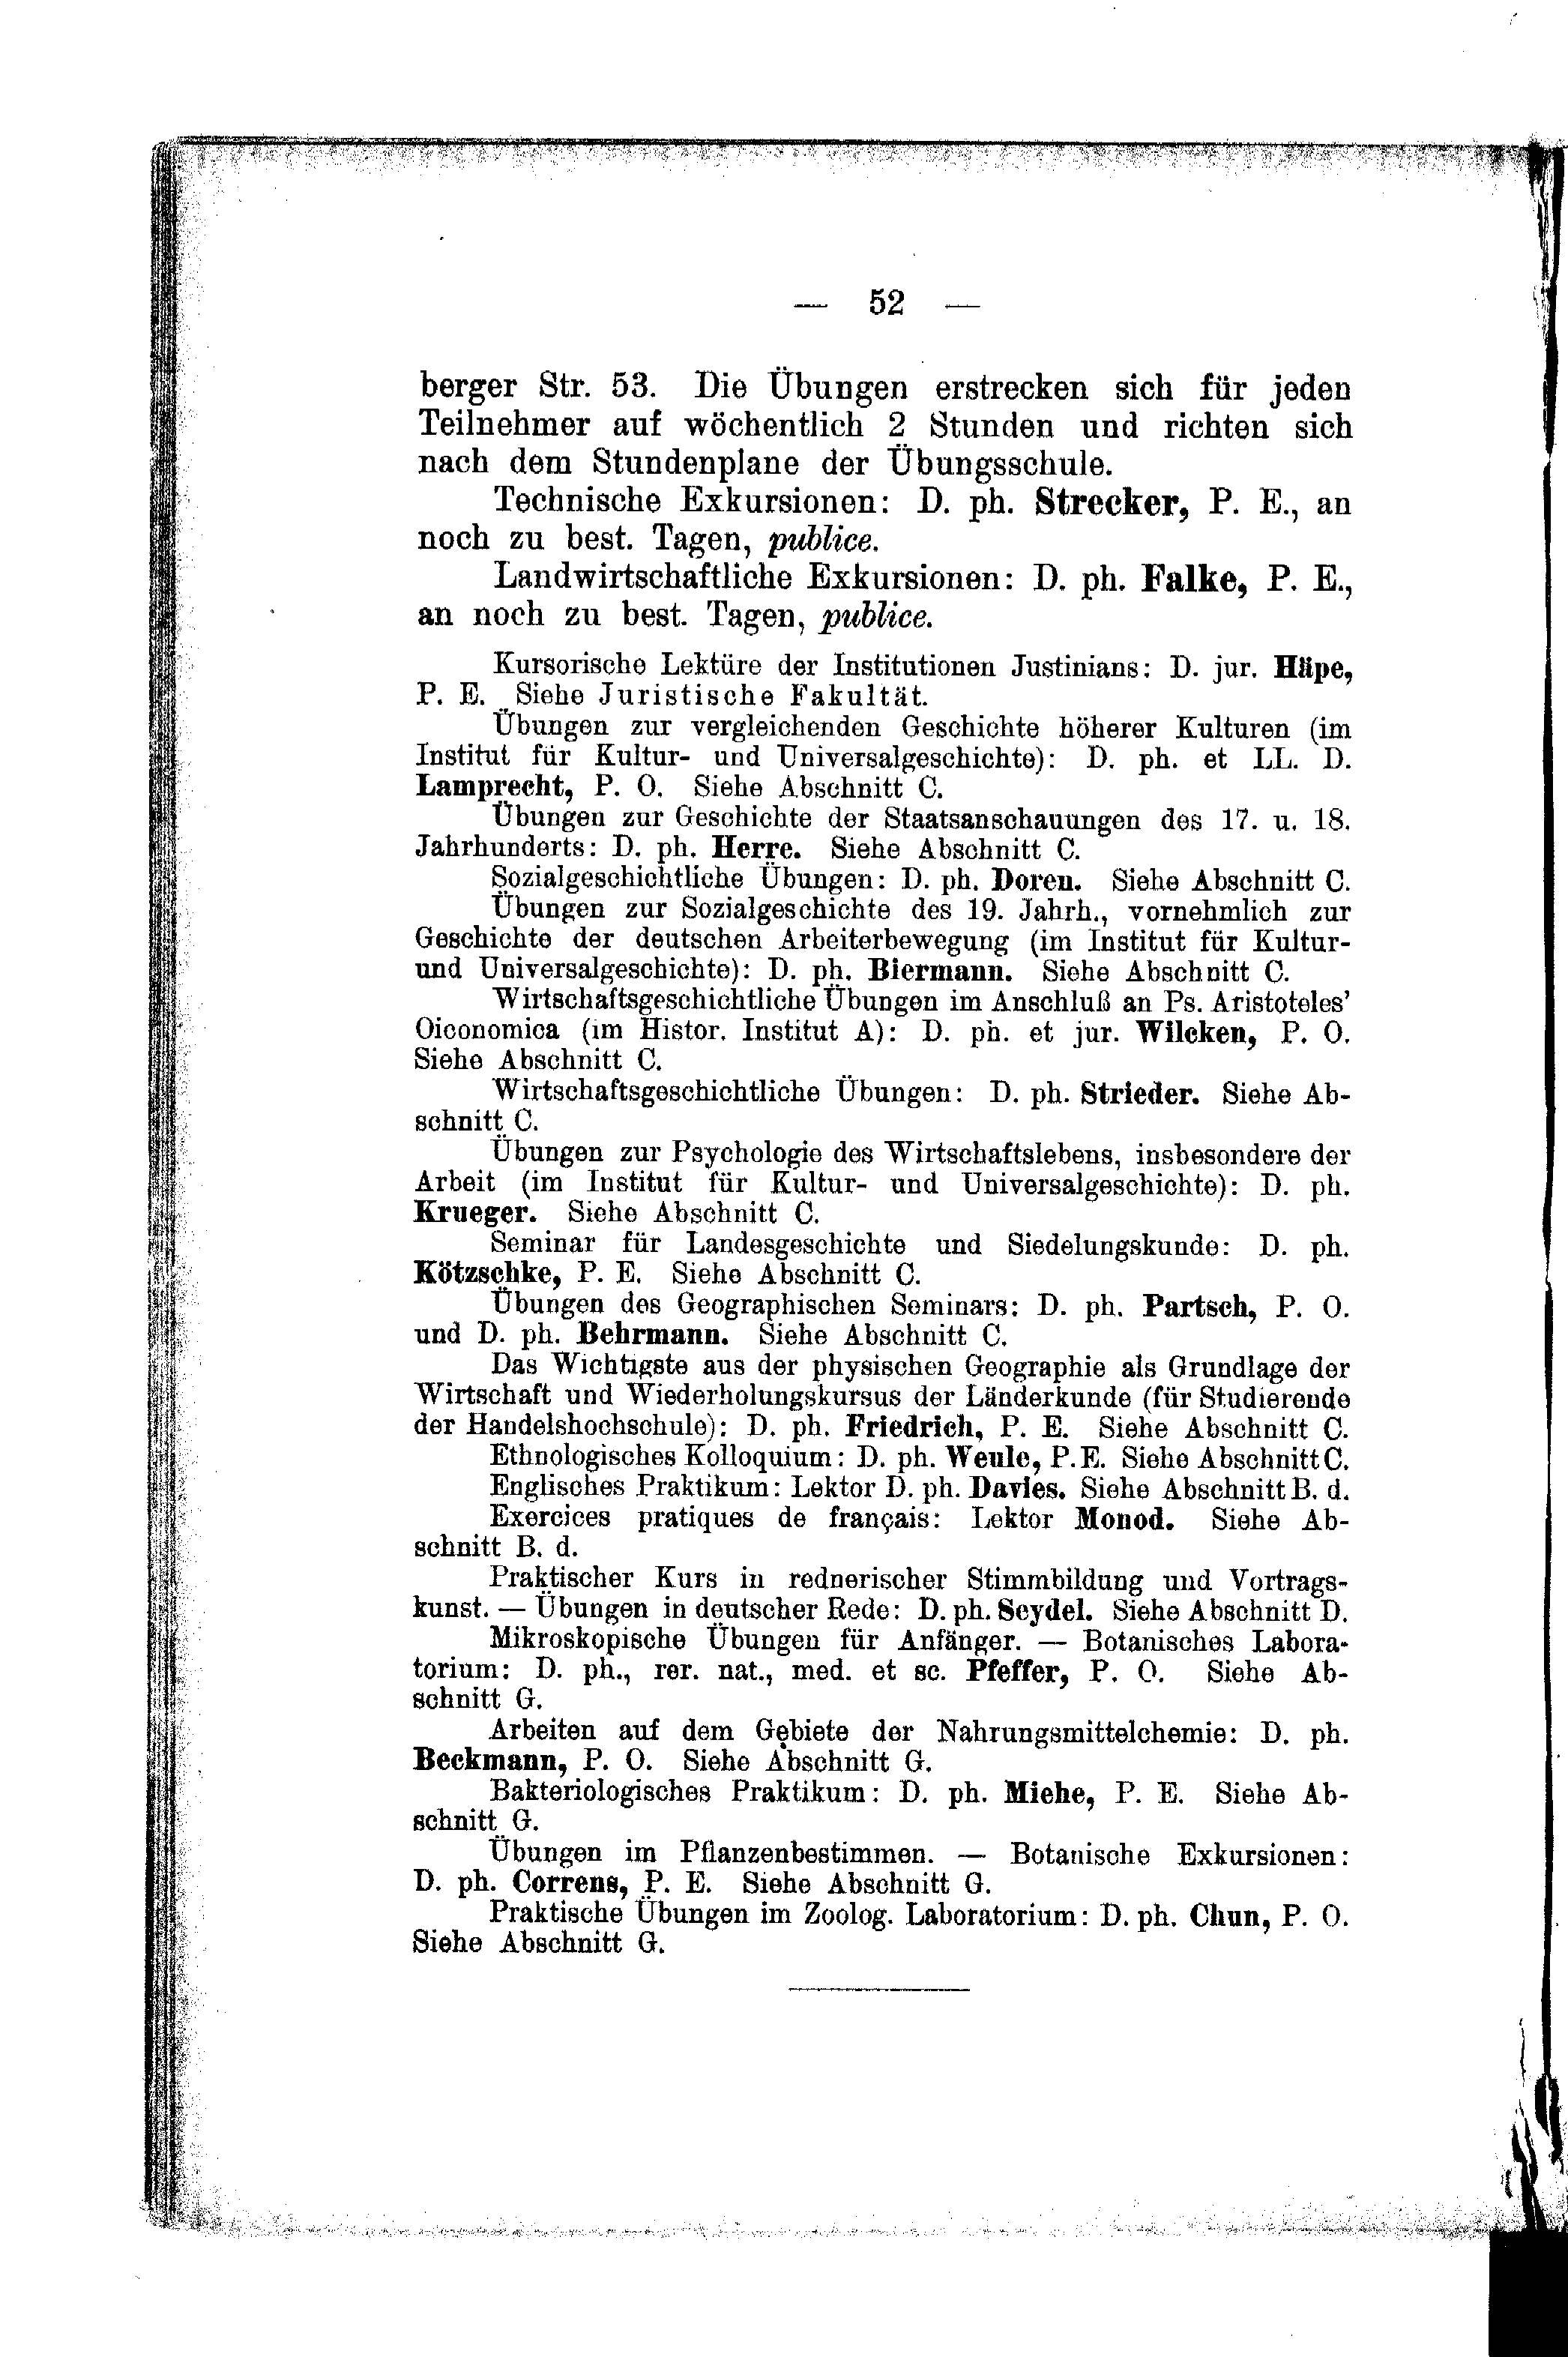 — 52 —
berger Str. 53. Die Übungen erstrecken sich für jeden
Teilnehmer auf wöchentlich 2 Stunden und richten sich
nach dem Stundenplane der Übungsschule.
Technische Exkursionen: D. ph. Strecker, P. E., an
noch zu best. Tagen, publice.
Landwirtschaftliche Exkursionen: D. ph. Falke, P. E.,
an noch zu best. Tagen, publice.
Kursorische Lektüre der Institutionen Justinians: D. jur. Häpe,
P. E. Siehe Juristische Fakultät.
Übungen zur vergleichenden Geschichte höherer Kulturen (im
Institut für Kultur- und Universalgeschichte): D. ph. et LL. D.
Lamprecht, P. O. Siehe Abschnitt C.
Übungen zur Geschichte der Staatsanschauungen des 17. u. 18.
Jahrhunderts: D. ph. Herre. Siehe Abschnitt C.
Sozialgeschichtliche Übungen: D. ph. Doren. Siehe Abschnitt C.
Übungen zur Sozialgeschichte des 19. Jahrh., vornehmlich zur
Geschichte der deutschen Arbeiterbewegung (im Institut für Kultur-
und Universalgeschichte): D. ph. Biermann. Siehe Abschnitt C.
Wirtschaftsgeschichtliche Übungen im Anschluß an Ps. Aristoteles’
Oiconomica (im Histor. Institut A): D. ph. et jur. Wilcken, P. O.
Siehe Abschnitt C.
Wirtschaftsgeschichtliche Übungen: D. ph. Strieder. Siehe Ab-
schnitt C.
Übungen zur Psychologie des Wirtschaftslebens, insbesondere der
Arbeit (im Institut für Kultur- und Universalgeschichte): D. ph.
Krueger. Siehe Abschnitt C.
Seminar für Landesgeschichte und Siedelungskunde: D. ph.
Kötzschke, P. E. Siehe Abschnitt C.
Übungen des Geographischen Seminars: D. ph. Partsch, P. O.
und D. ph. Behrmann. Siehe Abschnitt C.
Das Wichtigste aus der physischen Geographie als Grundlage der
Wirtschaft und Wiederholungskursus der Länderkunde (für Studierende
der Handelshochschule): D. ph. Friedrich, P. E. Siehe Abschnitt C.
Ethnologisches Kolloquium: D. ph. Weule, P. E. Siehe Abschnitt C.
Englisches Praktikum: Lektor D. ph. Davies. Siehe Abschnitt B. d.
Exercices pratiques de français: Lektor Monod. Siehe Ab-
schnitt B. d.
Praktischer Kurs in rednerischer Stimmbildung und Vortrags-
kunst. — Übungen in deutscher Rede: D. ph. Seydel. Siehe Abschnitt D.
Mikroskopische Übungen für Anfänger. — Botanisches Labora-
torium: D. ph., rer. nat., med. et sc. Pfeffer, P. O. Siehe Ab-
schnitt G.
Arbeiten auf dem Gebiete der Nahrungsmittelchemie: D. ph.
Beckmann, P. O. Siehe Abschnitt G.
Bakteriologisches Praktikum: D. ph. Miehe, P. E. Siehe Ab-
schnitt G.
Übungen im Pflanzenbestimmen. — Botanische Exkursionen:
D. ph. Correns, P. E. Siehe Abschnitt G.
Praktische Übungen im Zoolog. Laboratorium: D. ph. Chun, P. O.
Siehe Abschnitt G.